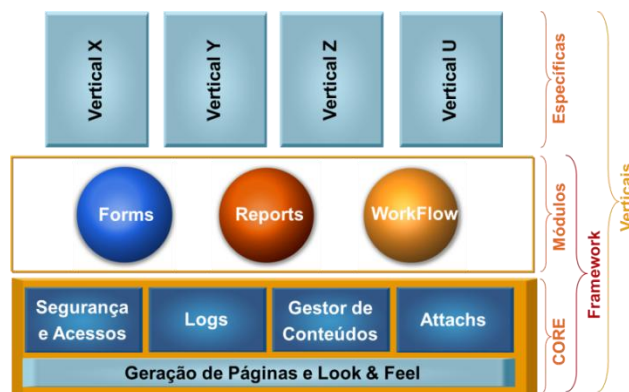 Vertical X
Vertical Y
Vertical Z
Vertical U
Específicas
Forms
Reports
WorkFlow
Módulos
Segurança
e Acessos
Logs
Gestor de
Conteúdos
Attachs
Geração de Páginas e Look & Feel
CORE
Framework
Verticais